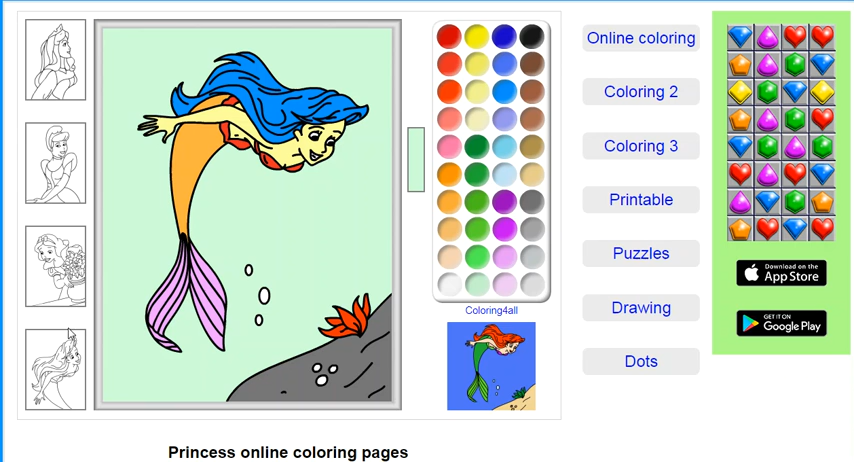 Coloring4all
Princess online coloring pages
Online coloring
Coloring 2
Coloring 3
Printable
Puzzles
Drawing
Dots
Download on the
App Store
GET IT ON
Google Play